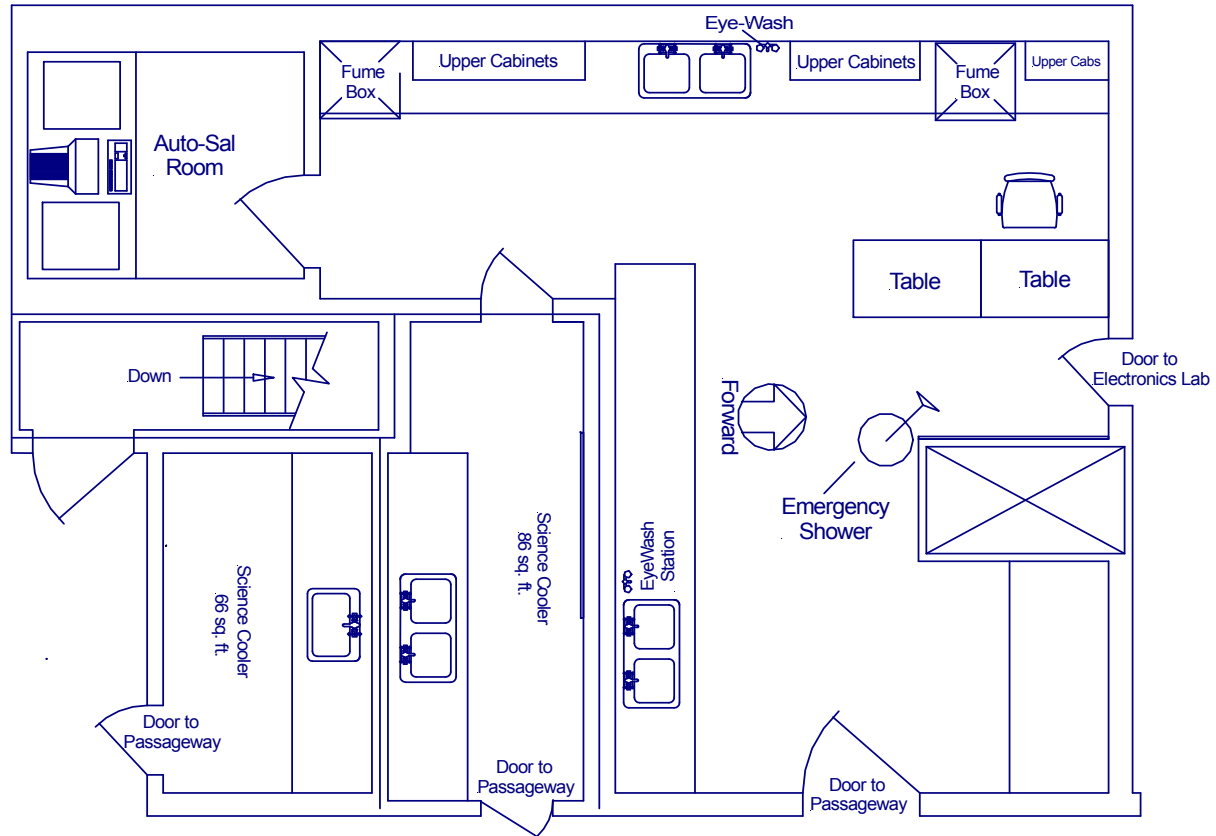 Eye-Wash
Fume
Box
Upper Cabinets
Upper Cabinets
Fume
Box
Upper Cabs
Auto-Sal
Room
Table
Table
Down
Door to
Electronics Lab
Forward
Emergency
Shower
Science Cooler
66 sq. ft.
Science Cooler
86 sq. ft.
EyeWash
Station
Door to
Passageway
Door to
Passageway
Door to
Passageway